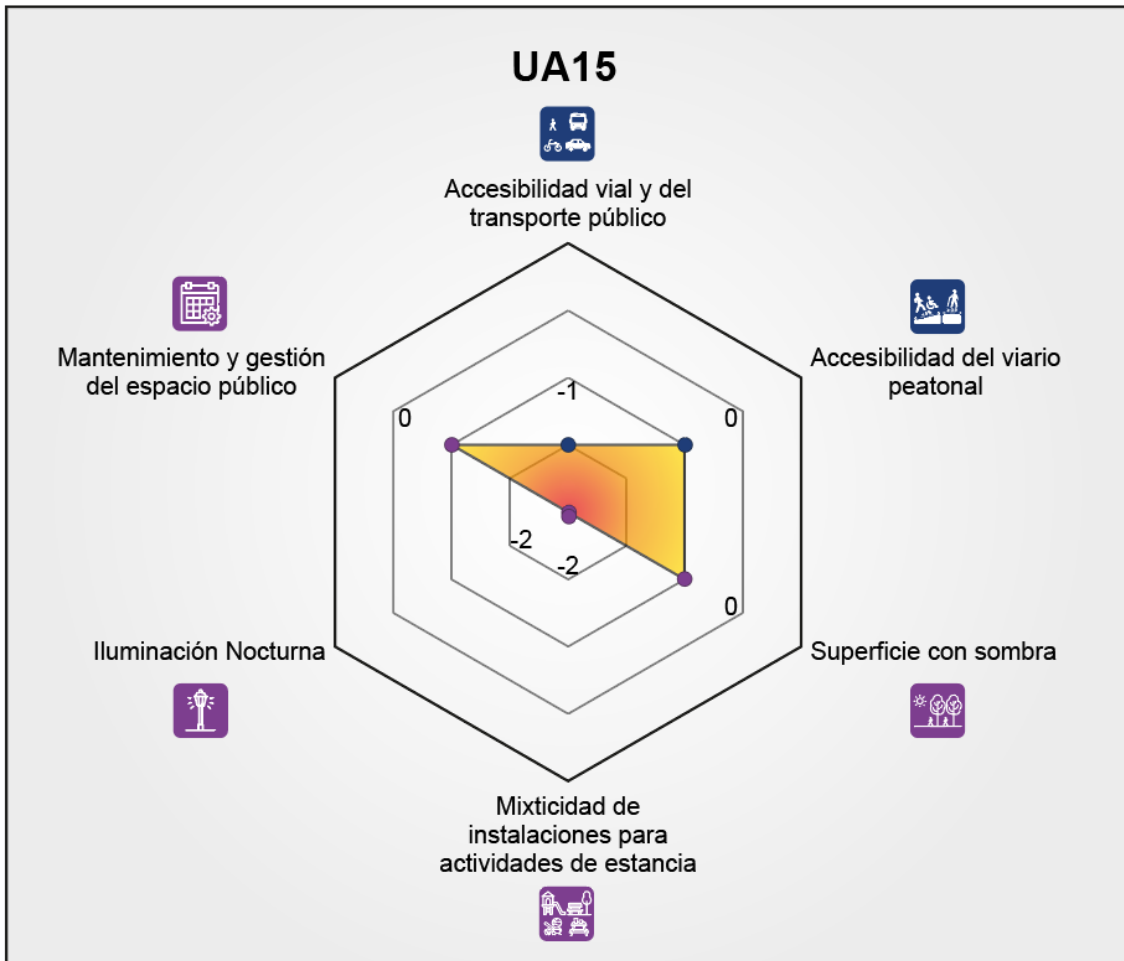 UA15
Accesibilidad vial y del
transporte público
Mantenimiento y gestión
del espacio público
Accesibilidad del viario
peatonal
-1
0
0
-2
-2
0
Iluminación Nocturna
Superficie con sombra
Mixticidad de
instalaciones para
actividades de estancia